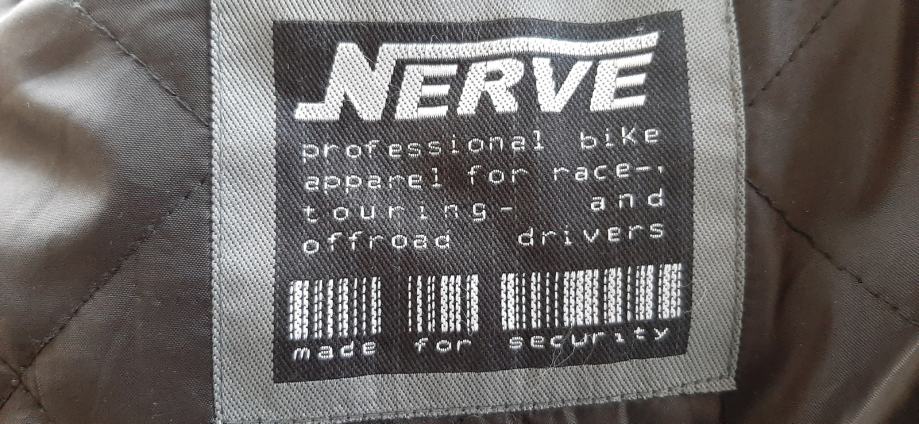 NERVE
professional bike
apparel for race-,
touring- and
offroad drivers
made for security